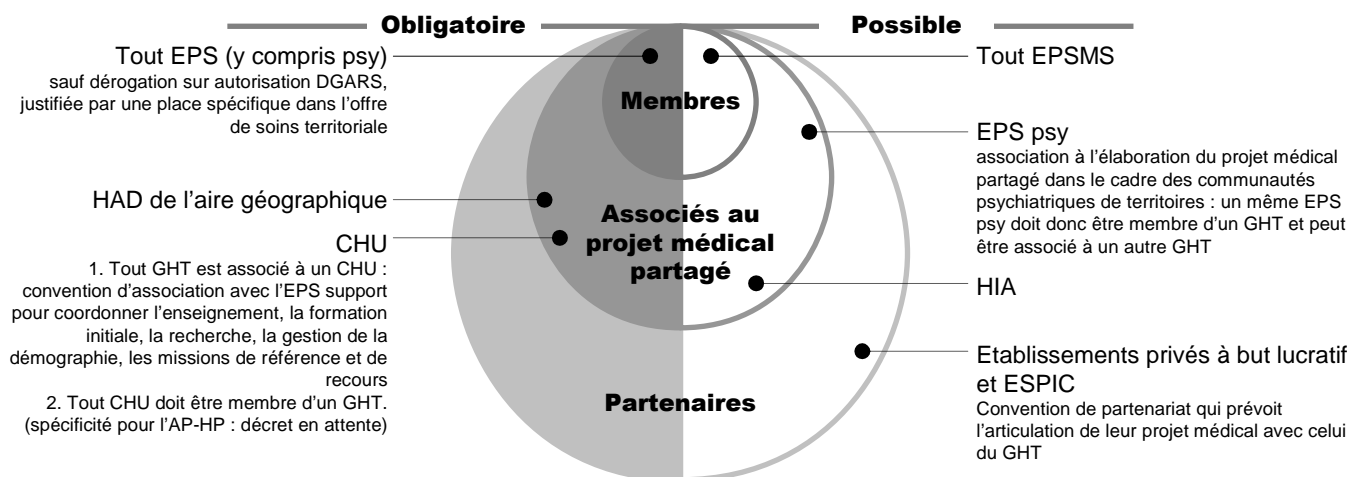 Obligatoire
Possible
Tout EPS (y compris psy)
sauf dérogation sur autorisation DGARS,
justifiée par une place spécifique dans l’offre
de soins territoriale
HAD de l’aire géographique
CHU
1. Tout GHT est associé à un CHU :
convention d’association avec l’EPS support
pour coordonner l’enseignement, la formation
initiale, la recherche, la gestion de la
démographie, les missions de référence et de
recours
2. Tout CHU doit être membre d’un GHT.
(spécificité pour l’AP-HP : décret en attente)
Membres
Associés au
projet médical
partagé
Partenaires
Tout EPSMS
EPS psy
association à l’élaboration du projet médical
partagé dans le cadre des communautés
psychiatriques de territoires : un même EPS
psy doit donc être membre d’un GHT et peut
être associé à un autre GHT
HIA
Etablissements privés à but lucratif
et ESPIC
Convention de partenariat qui prévoit
l’articulation de leur projet médical avec celui
du GHT